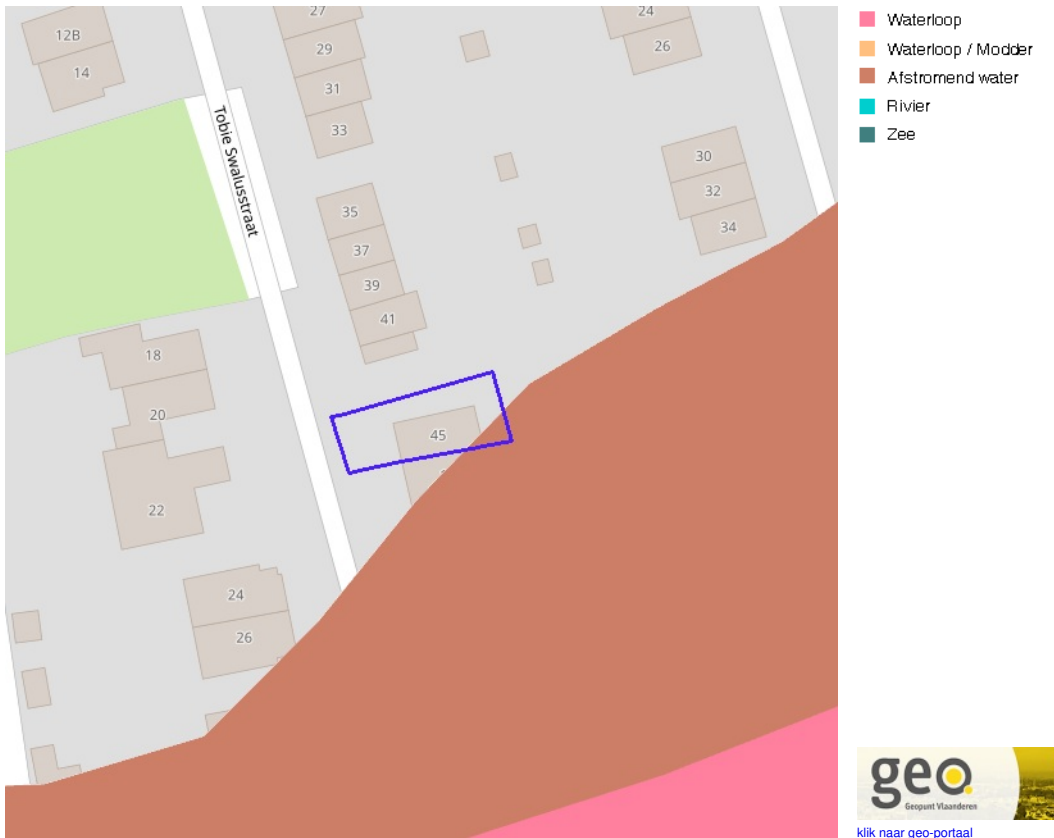 12B
14
27
29
31
33
24
26
Tobie Swalusstraat
30
32
34
35
37
39
41
18
20
22
45
24
26
Waterloop
Waterloop / Modder
Afstromend water
Rivier
Zee
geo
Geopunt Vlaanderen
klik naar geo-portaal